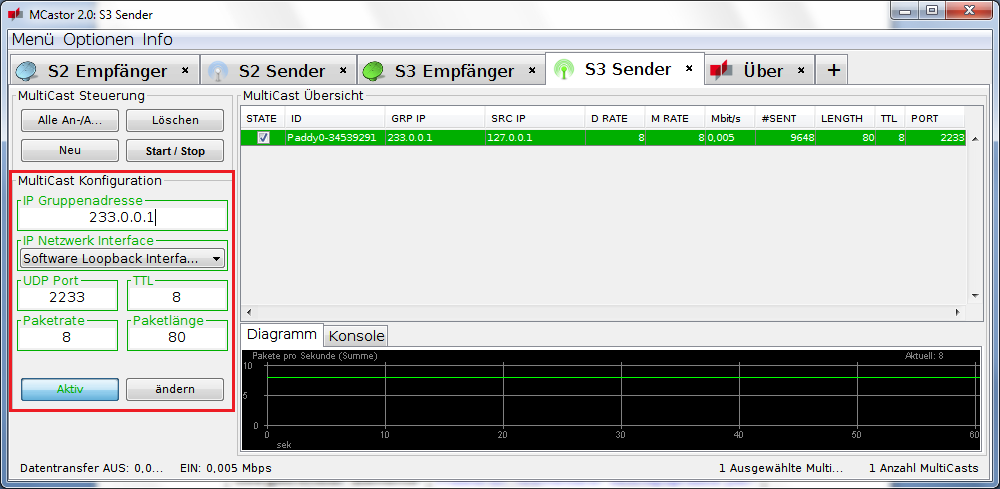 MCastor 2.0: S3 Sender
Menü Optionen Info
S2 Empfänger × S2 Sender × S3 Empfänger × S3 Sender × Über × +
MultiCast Steuerung
Alle An-/A... Löschen
Neu Start / Stop
MultiCast Konfiguration
IP Gruppenadresse
233.0.0.1
IP Netzwerk Interface
Software Loopback Interfa...
UDP Port TTL
2233 8
Paketrate Paketlänge
8 80
Aktiv ändern
MultiCast Übersicht
STATE ID GRP IP SRC IP D RATE M RATE Mbit/s #SENT LENGTH TTL PORT
Paddy0-34539291 233.0.0.1 127.0.0.1 8 8 0,005 9648 80 8 2233
Diagramm Konsole
Pakete pro Sekunde (Summe) Aktuell: 8
10
5
0
0 10 20 30 40 50 60
sek
Datentransfer AUS: 0,0... EIN: 0,005 Mbps 1 Ausgewählte Multi... 1 Anzahl MultiCasts